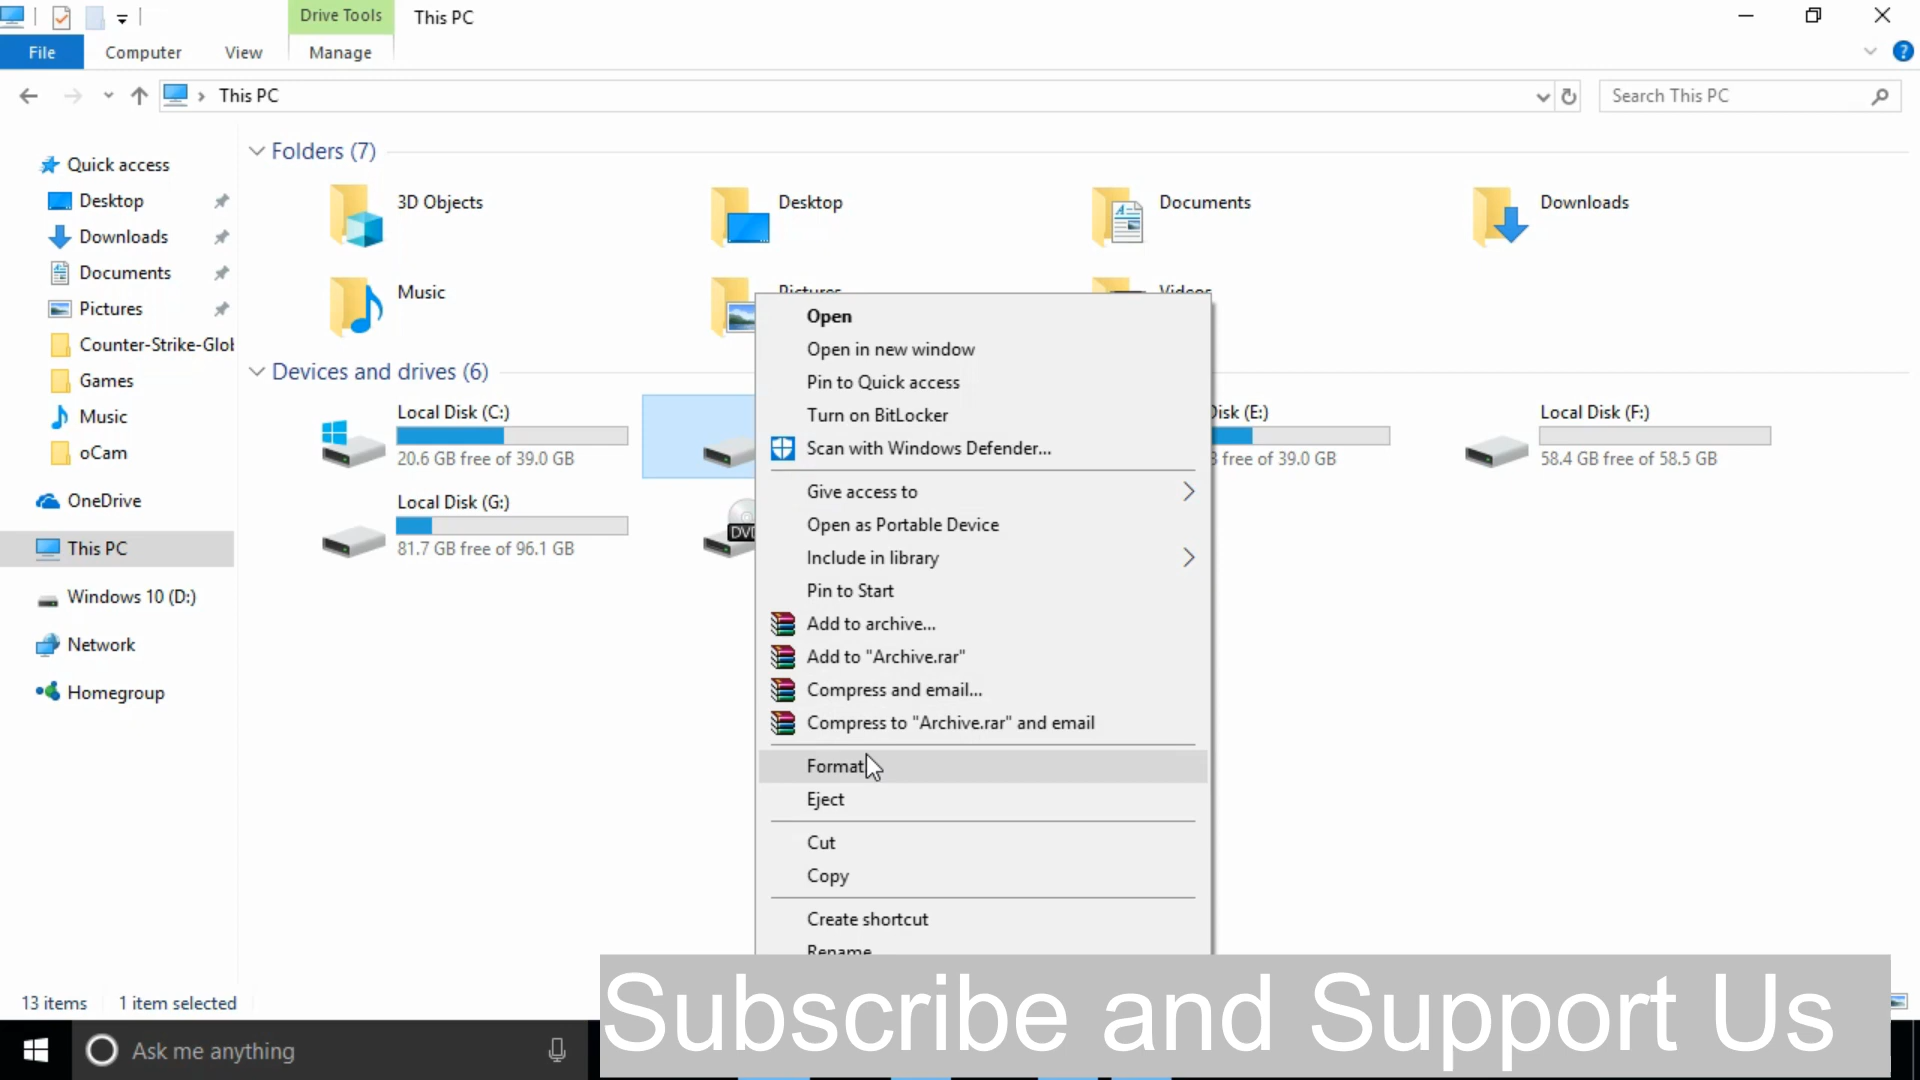 Drive Tools
This PC
File
Computer
View
Manage
This PC
Search This PC
Quick access
Desktop
Downloads
Documents
Pictures
Counter-Strike-Glob
Games
Music
oCam
OneDrive
This PC
Windows 10 (D:)
Network
Homegroup
Folders (7)
3D Objects
Desktop
Documents
Downloads
Music
Pictures
Videos
Devices and drives (6)
Local Disk (C:)
20.6 GB free of 39.0 GB
Disk (E:)
free of 39.0 GB
Local Disk (F:)
58.4 GB free of 58.5 GB
Local Disk (G:)
81.7 GB free of 96.1 GB
DVD
Open
Open in new window
Pin to Quick access
Turn on BitLocker
Scan with Windows Defender...
Give access to
Open as Portable Device
Include in library
Pin to Start
Add to archive...
Add to "Archive.rar"
Compress and email...
Compress to "Archive.rar" and email
Format
Eject
Cut
Copy
Create shortcut
Rename
13 items
1 item selected
Ask me anything
Subscribe and Support Us